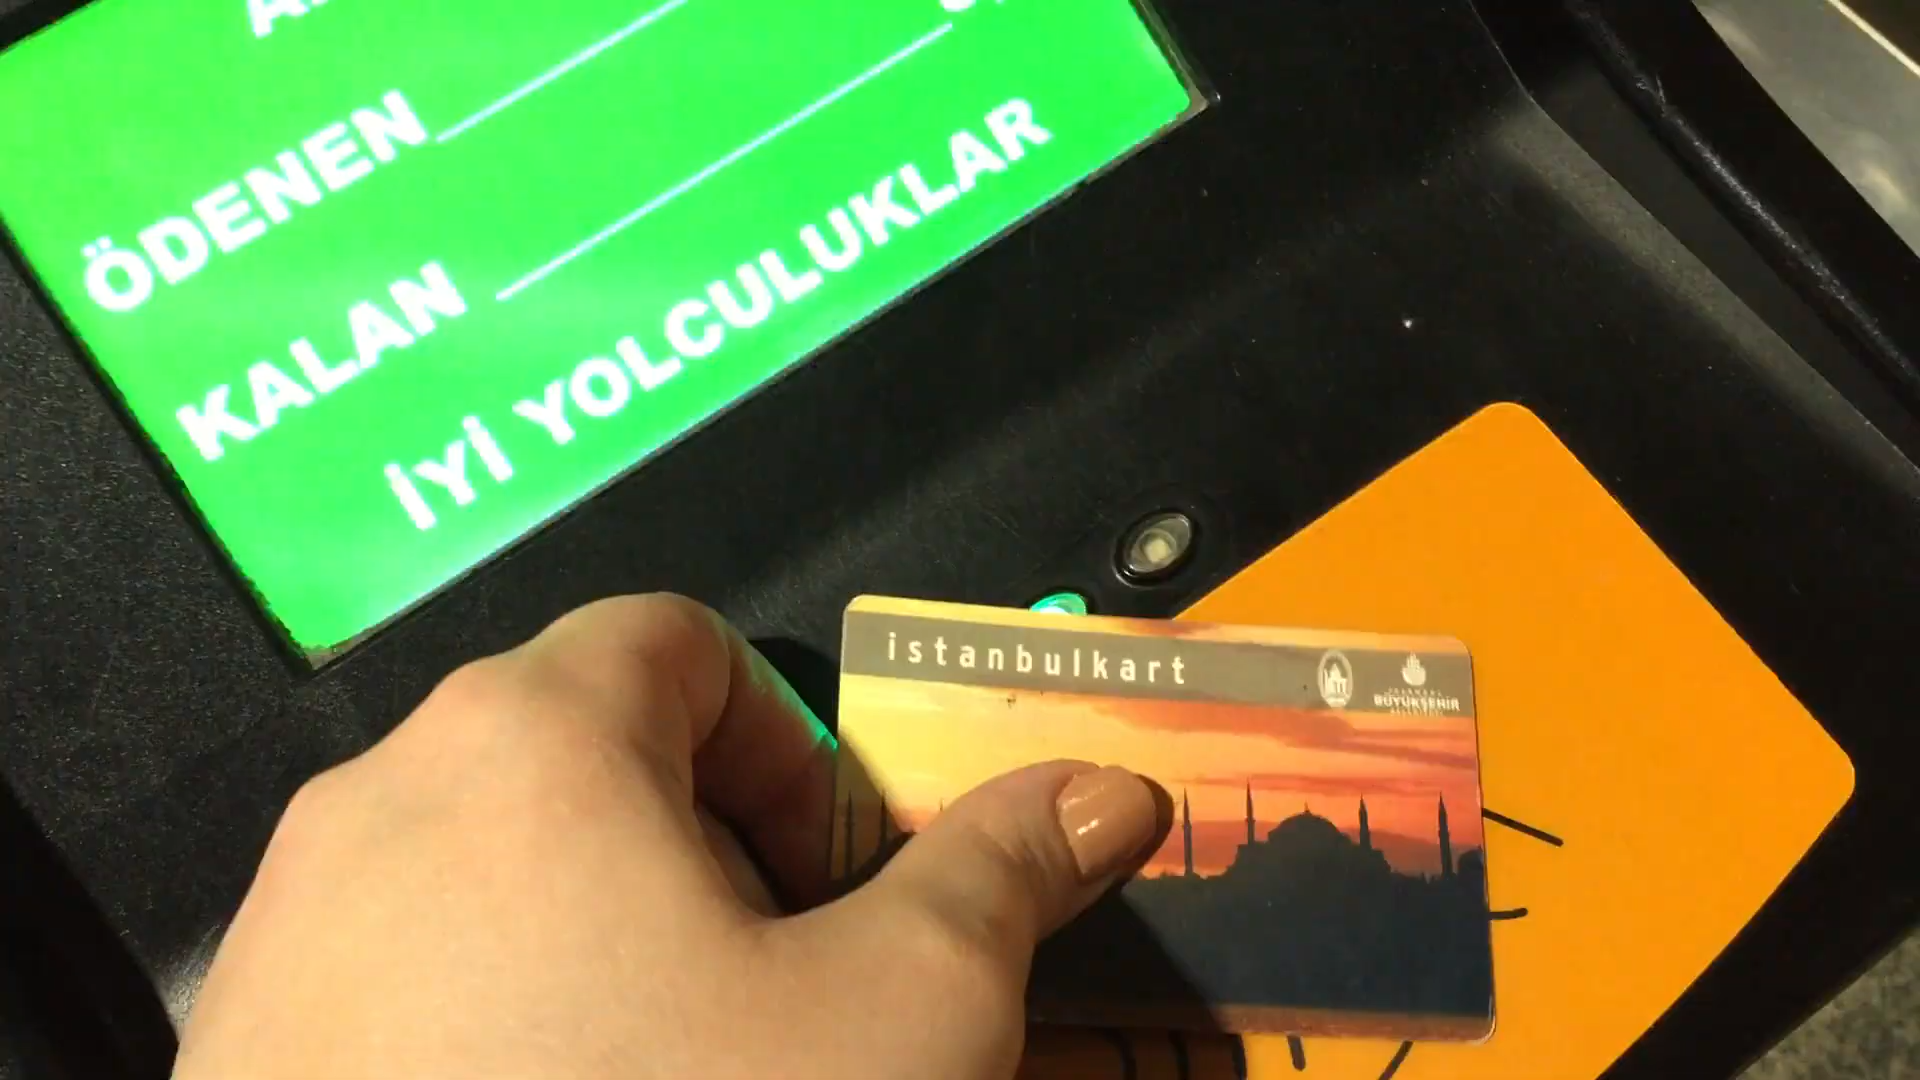 ÖDENEN
KALAN
İYİ YOLCULUKLAR
istanbulkart
BÜYÜKŞEHİR